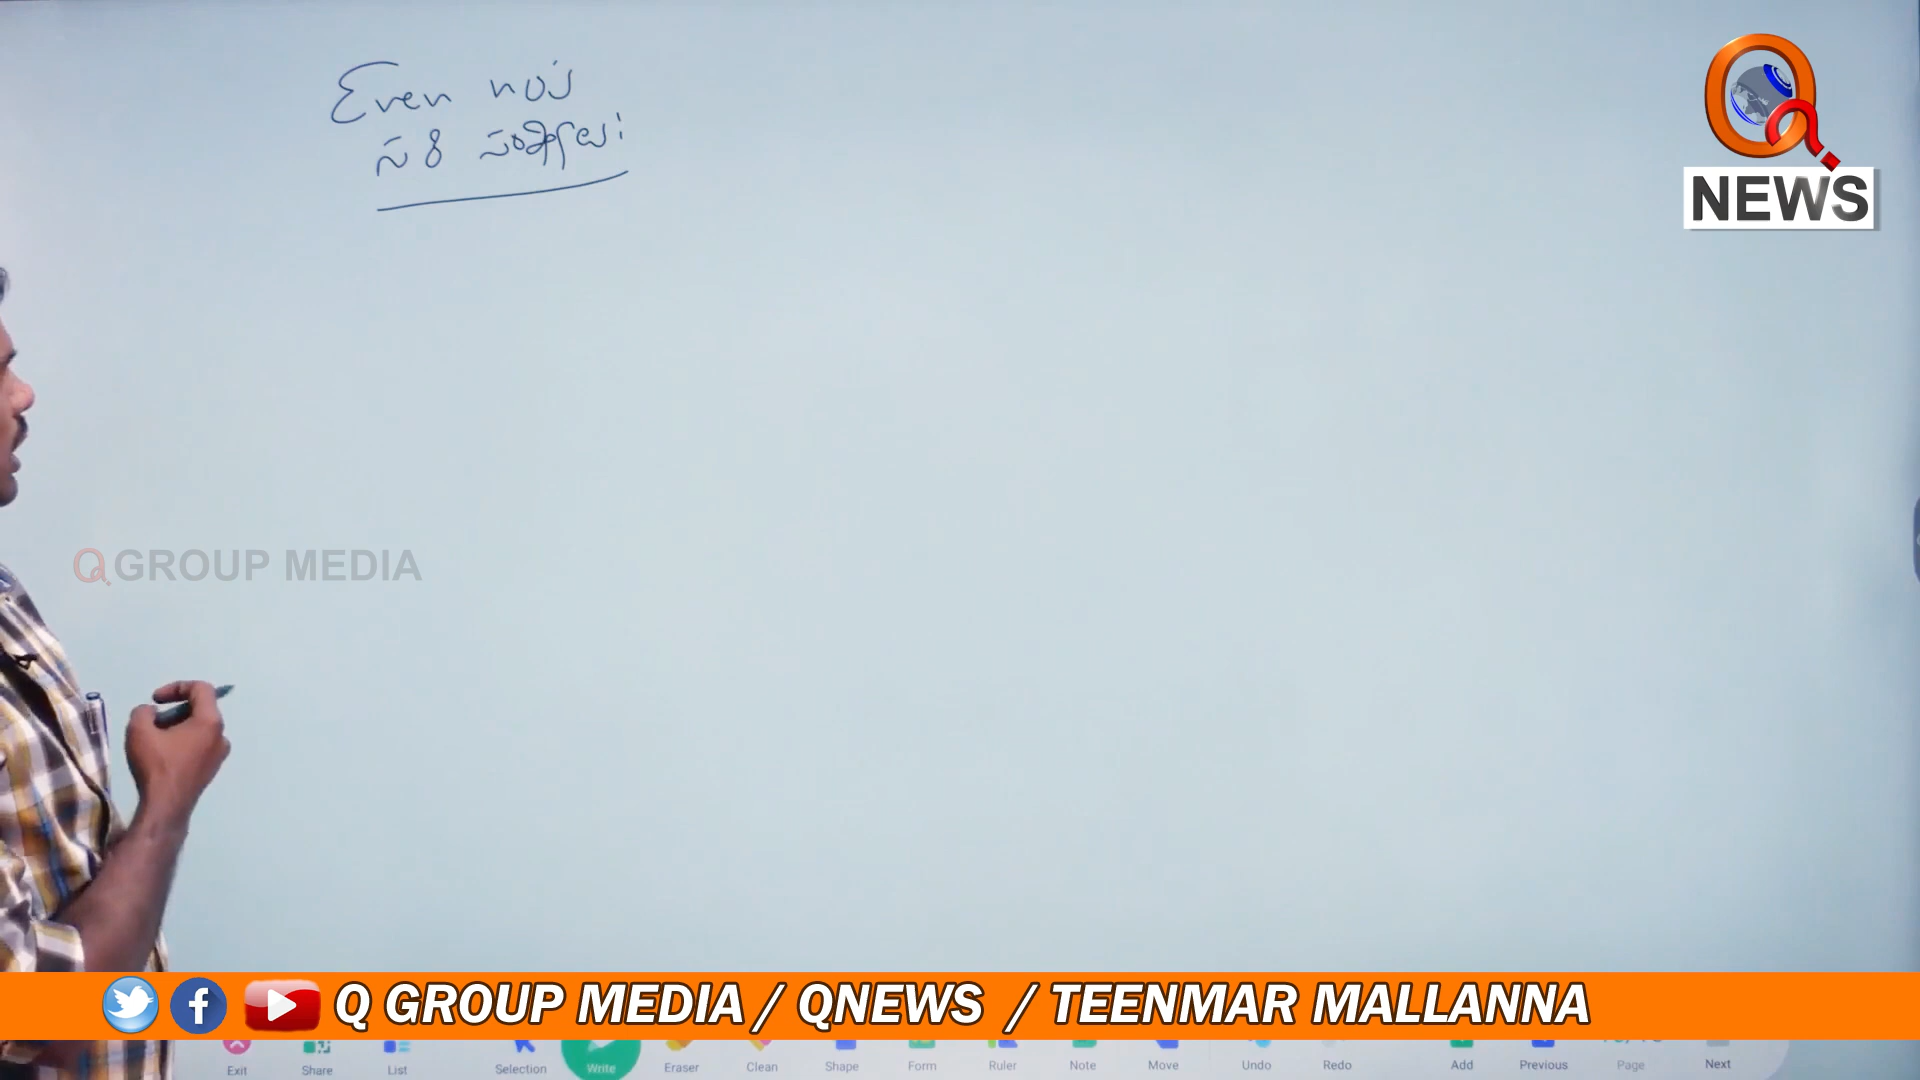 Even no's
సరి సంఖ్యలు:
Q NEWS
Q GROUP MEDIA
Q GROUP MEDIA / QNEWS / TEENMAR MALLANNA
Exit Share List Selection Write Eraser Clean Shape Form Ruler Note Move Undo Redo Add Previous Page Next